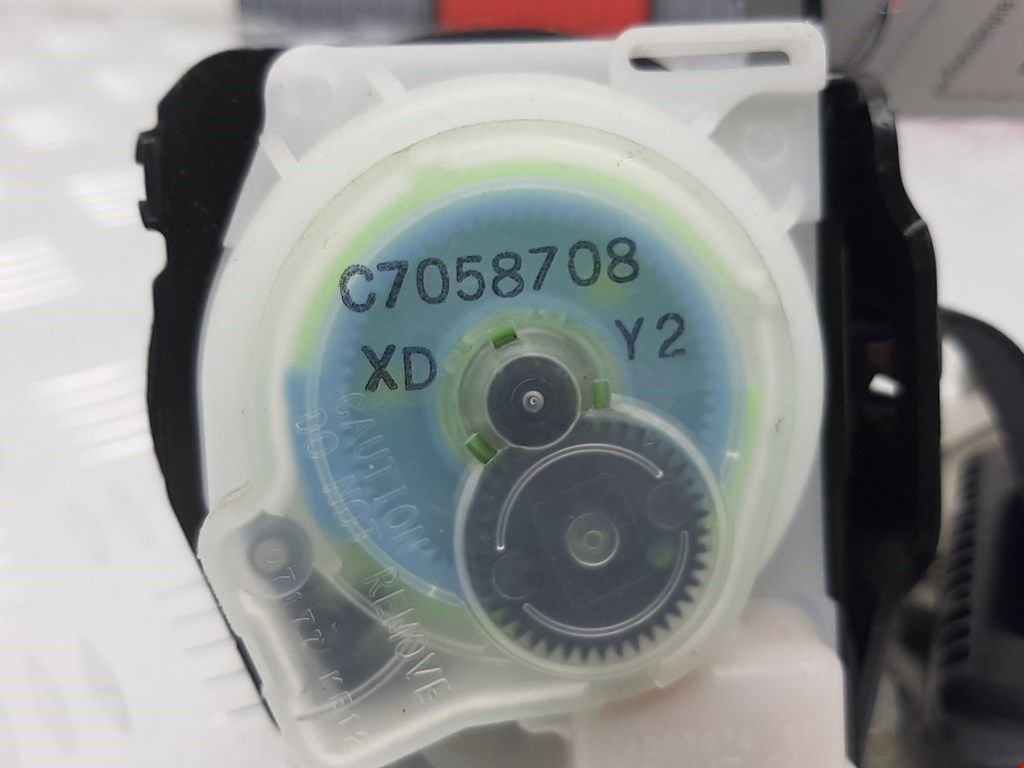 C7058708
XD Y2
CAUTION
DO NOT REMOVE